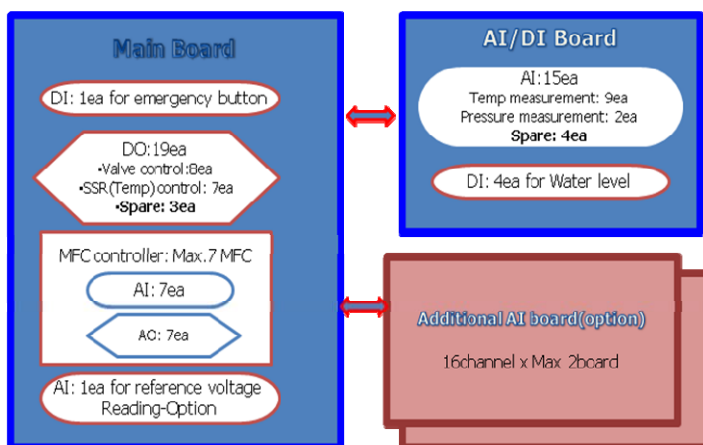 Main Board
DI: 1ea for emergency button
DO:19ea
•Valve control:8ea
•SSR(Temp) control: 7ea
•Spare: 3ea
MFC controller: Max.7 MFC
AI: 7ea
AO: 7ea
AI: 1ea for reference voltage
Reading-Option
AI/DI Board
AI:15ea
Temp measurement: 9ea
Pressure measurement: 2ea
Spare: 4ea
DI: 4ea for Water level
Additional AI board(option)
16channel x Max 2board